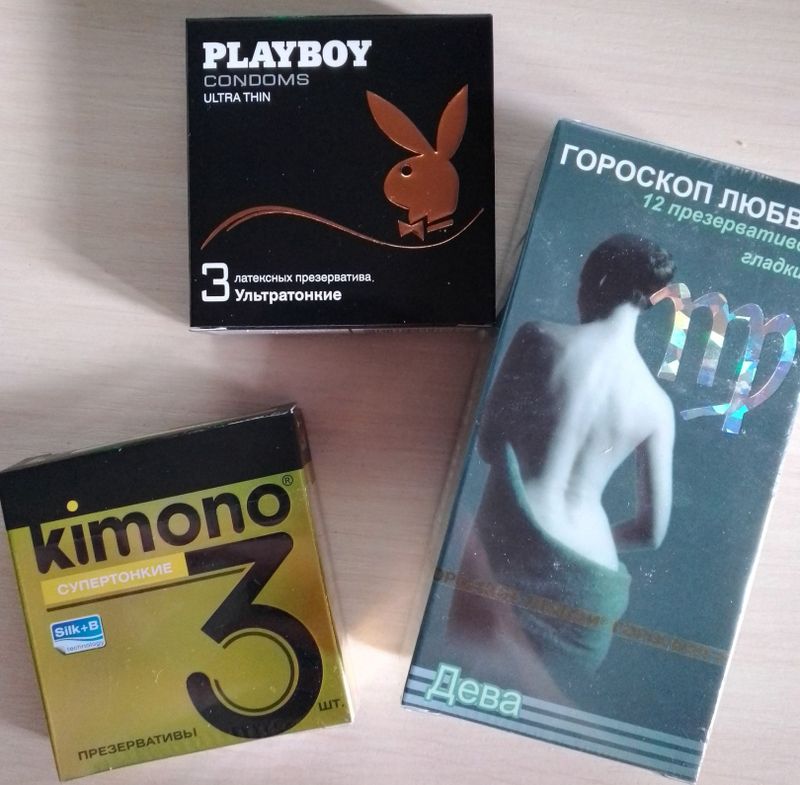 PLAYBOY
CONDOMS
ULTRA THIN
3 латексных презерватива.
Ультратонкие
ГОРОСКОП ЛЮБВ
12 презервативо
гладки
Дева
kimono®
СУПЕРТОНКИЕ
Silk+B
technology
3 шт.
ПРЕЗЕРВАТИВЫ